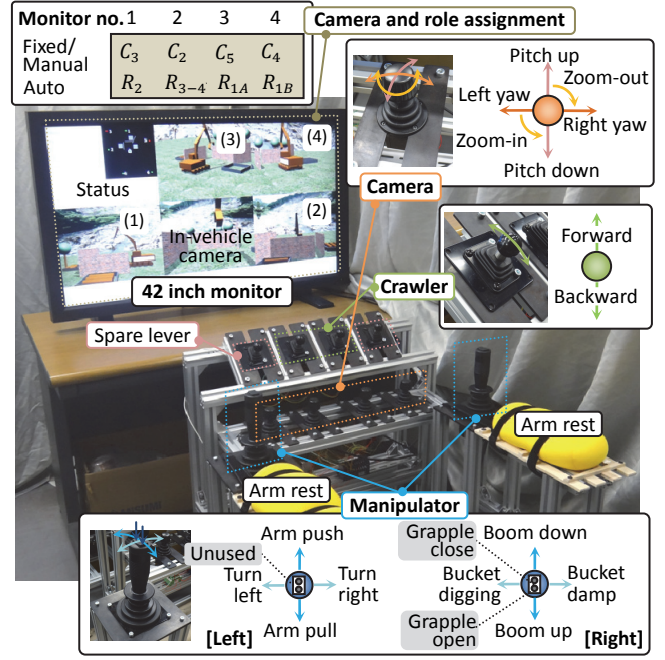 Monitor no. 1 2 3 4
Fixed/
Manual
C₃ C₂ C₅ C₄
Auto
R₂ R₃₋₄ R₁A R₁B
Camera and role assignment
Pitch up
Zoom-out
Left yaw
Right yaw
Zoom-in
Pitch down
(3)
(4)
Status
Camera
(1)
(2)
In-vehicle
camera
Forward
Backward
42 inch monitor
Crawler
Spare lever
Arm rest
Arm rest
Manipulator
Arm push
Unused
Turn
left
Turn
right
Arm pull
[Left]
Grapple
close
Boom down
Bucket
digging
Bucket
damp
Grapple
open
Boom up
[Right]